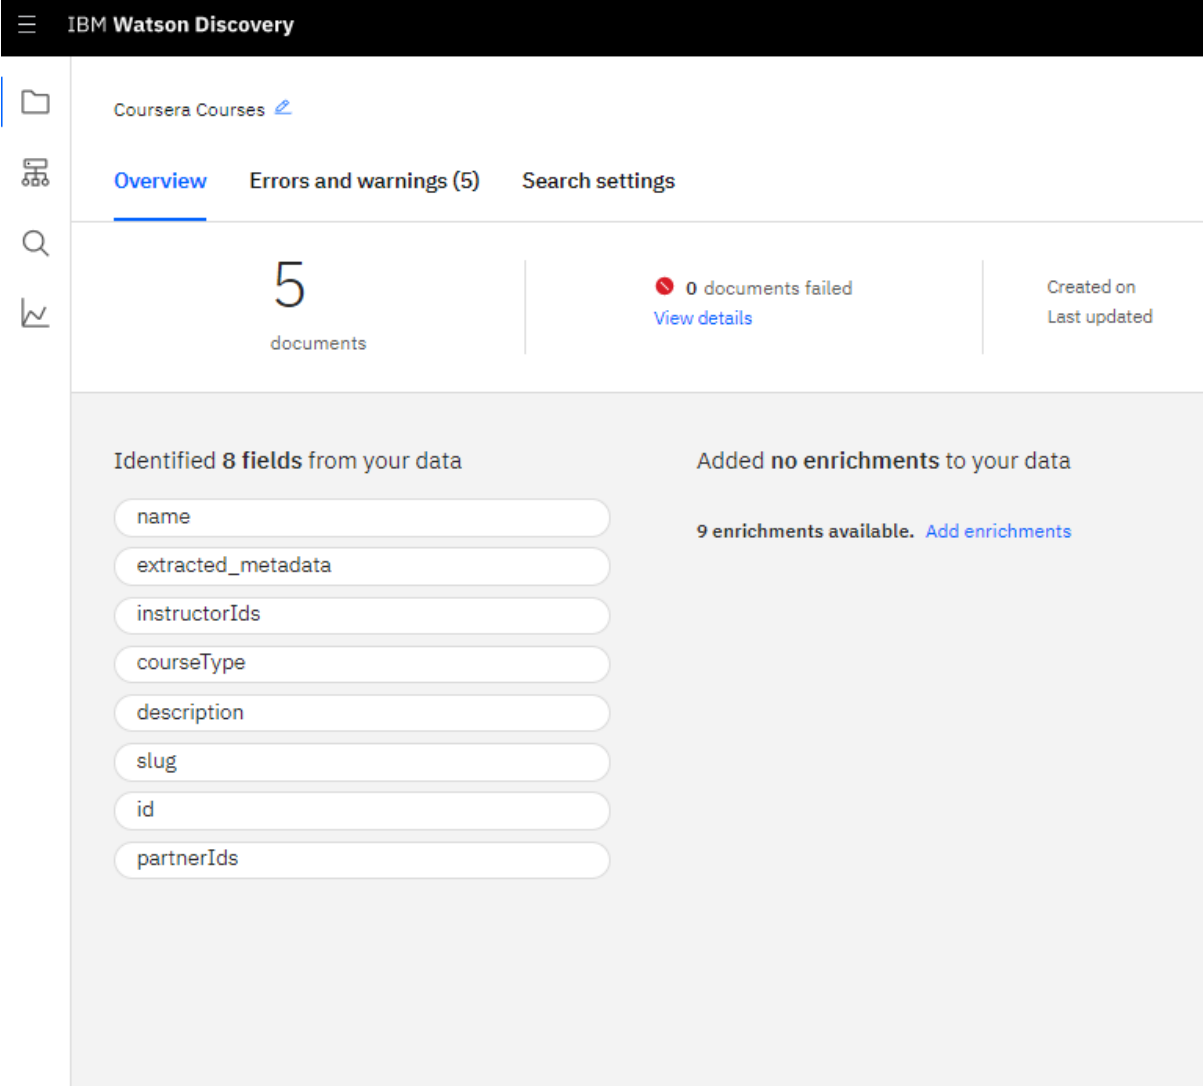 IBM Watson Discovery
Coursera Courses
Overview Errors and warnings (5) Search settings
5
documents
0 documents failed
View details
Created on
Last updated
Identified 8 fields from your data
name
extracted_metadata
instructorIds
courseType
description
slug
id
partnerIds
Added no enrichments to your data
9 enrichments available. Add enrichments